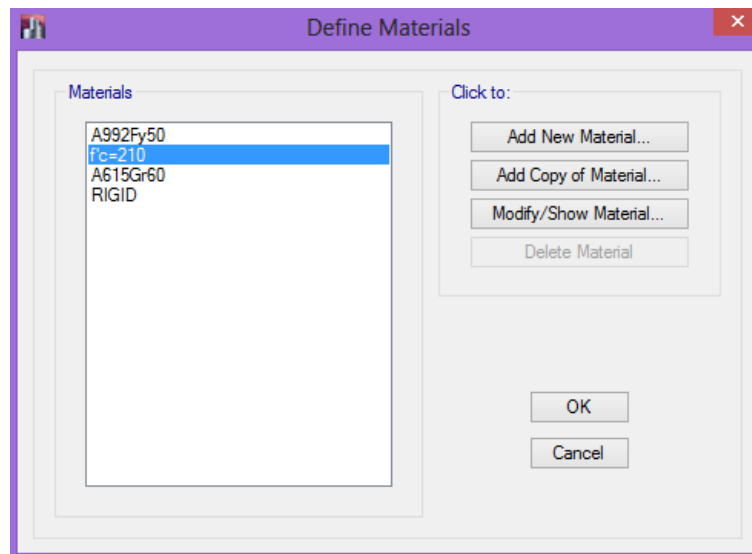 Define Materials
Materials
A992Fy50
f'c=210
A615Gr60
RIGID
Click to:
Add New Material...
Add Copy of Material...
Modify/Show Material...
Delete Material
OK
Cancel